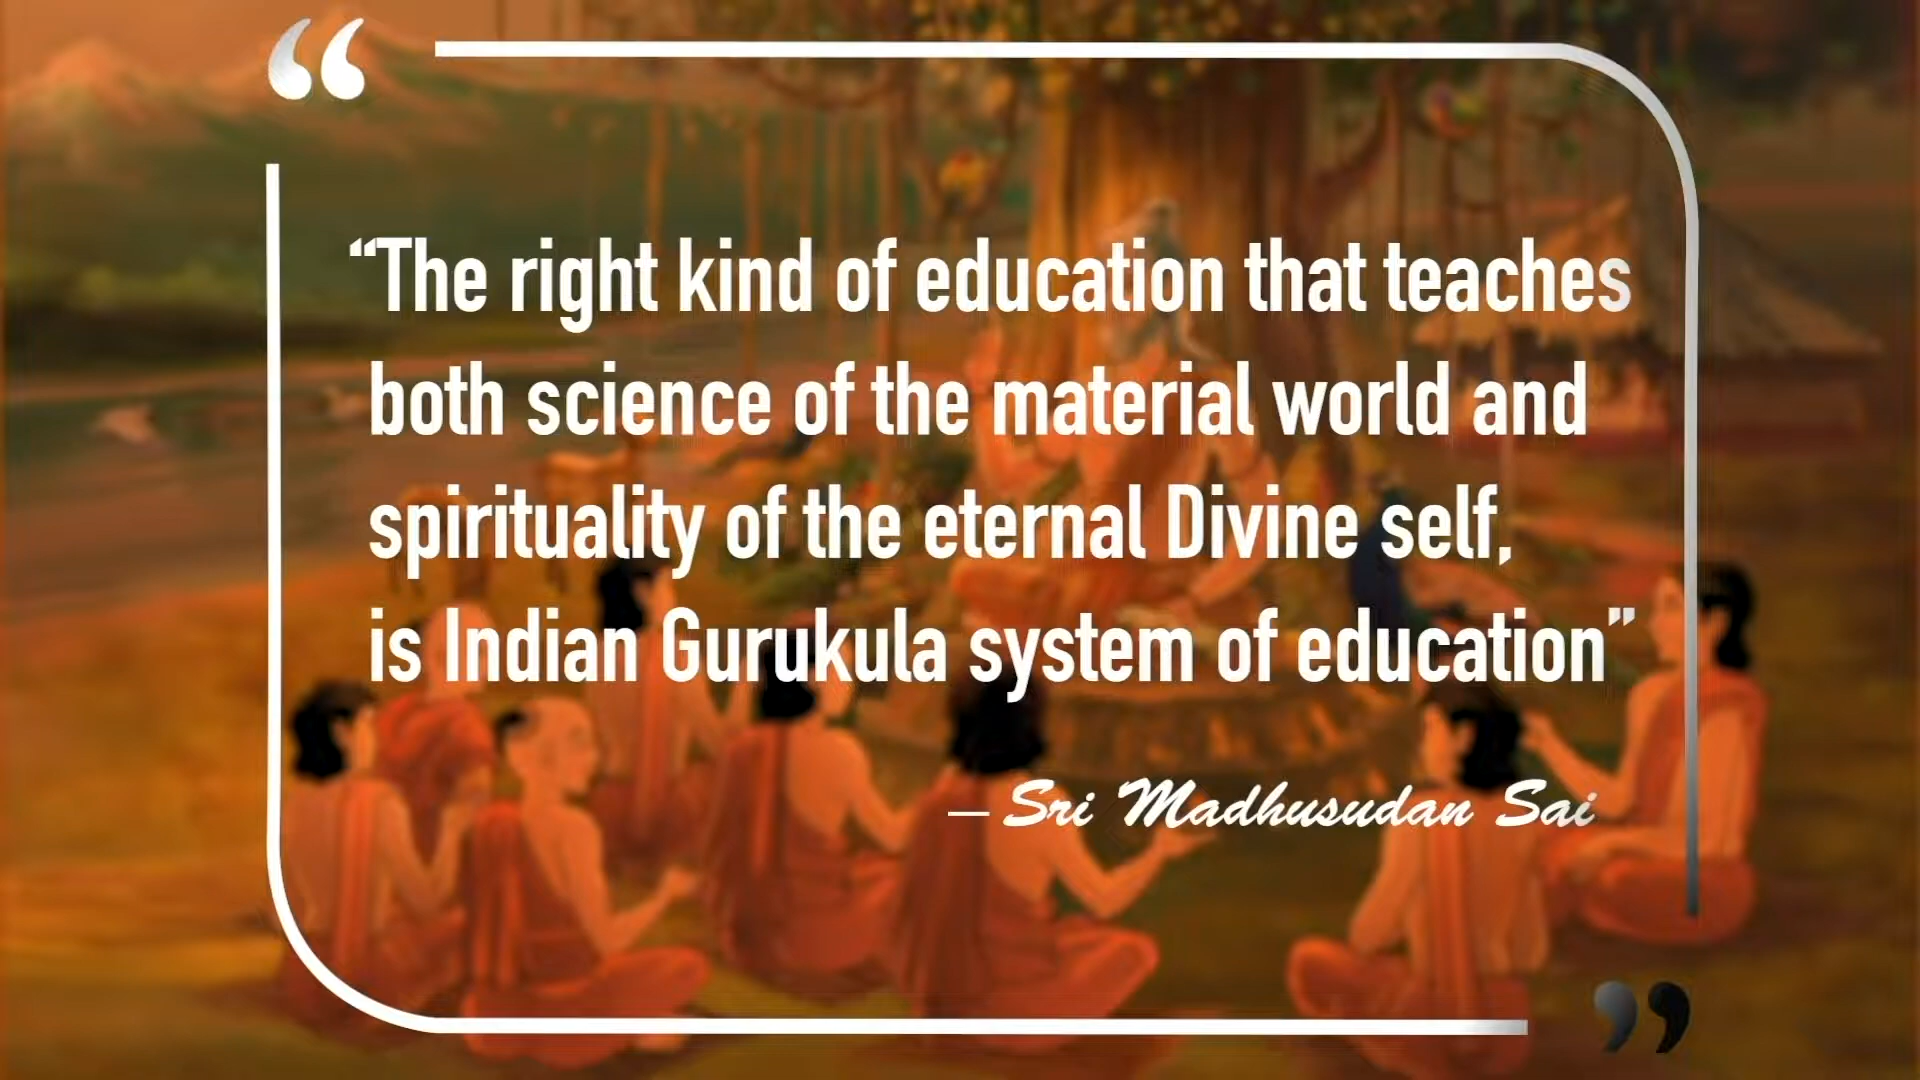 “The right kind of education that teaches
both science of the material world and
spirituality of the eternal Divine self,
is Indian Gurukula system of education”
— Sri Madhusudan Sai